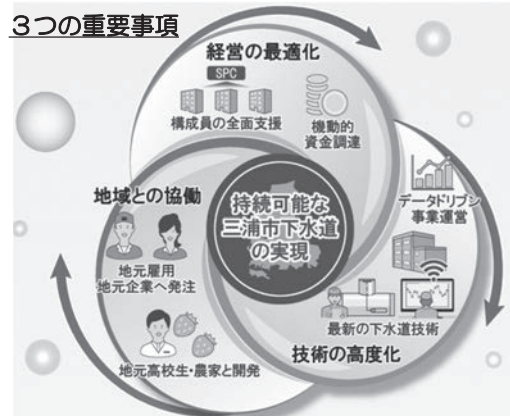 ３つの重要事項
経営の最適化
SPC
構成員の全面支援
機動的
資金調達
地域との協働
地元雇用
地元企業へ発注
地元高校生・農家と開発
持続可能な
三浦市下水道
の実現
データドリブン
事業運営
最新の下水道技術
技術の高度化